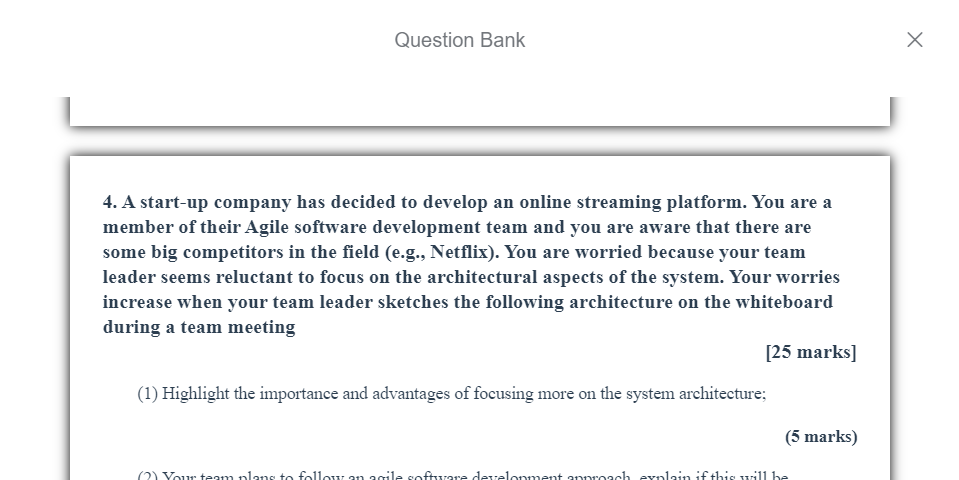 Question Bank
4. A start-up company has decided to develop an online streaming platform. You are a
member of their Agile software development team and you are aware that there are
some big competitors in the field (e.g., Netflix). You are worried because your team
leader seems reluctant to focus on the architectural aspects of the system. Your worries
increase when your team leader sketches the following architecture on the whiteboard
during a team meeting
[25 marks]
(1) Highlight the importance and advantages of focusing more on the system architecture;
(5 marks)
(2) Your team plans to follow an agile software development approach, explain if this will be